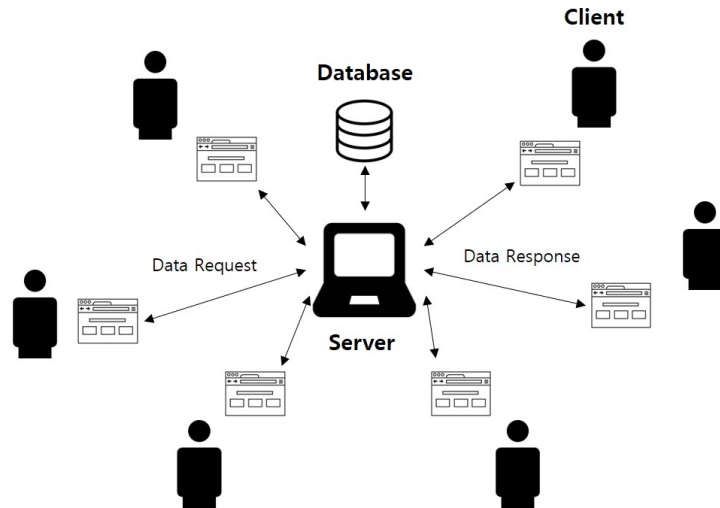 Client
Database
Data Request
Data Response
Server